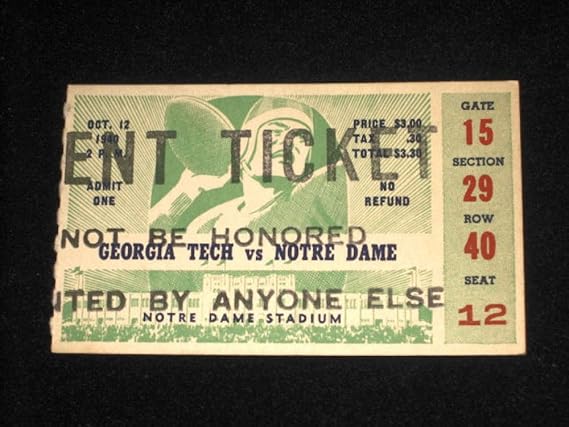 OCT. 12
1940
2 P.M.
ADMIT
ONE
PRICE $3.00
TAX .30
TOTAL $3.30
NO
REFUND
ENT TICKET
NOT BE HONORED
GEORGIA TECH vs NOTRE DAME
NTED BY ANYONE ELSE
NOTRE DAME STADIUM
GATE
15
SECTION
29
ROW
40
SEAT
12